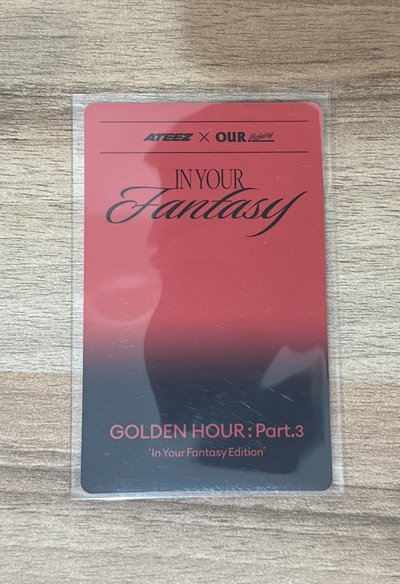 ATEEZ × OUR Bakery
IN YOUR
Fantasy
GOLDEN HOUR : Part.3
'In Your Fantasy Edition'